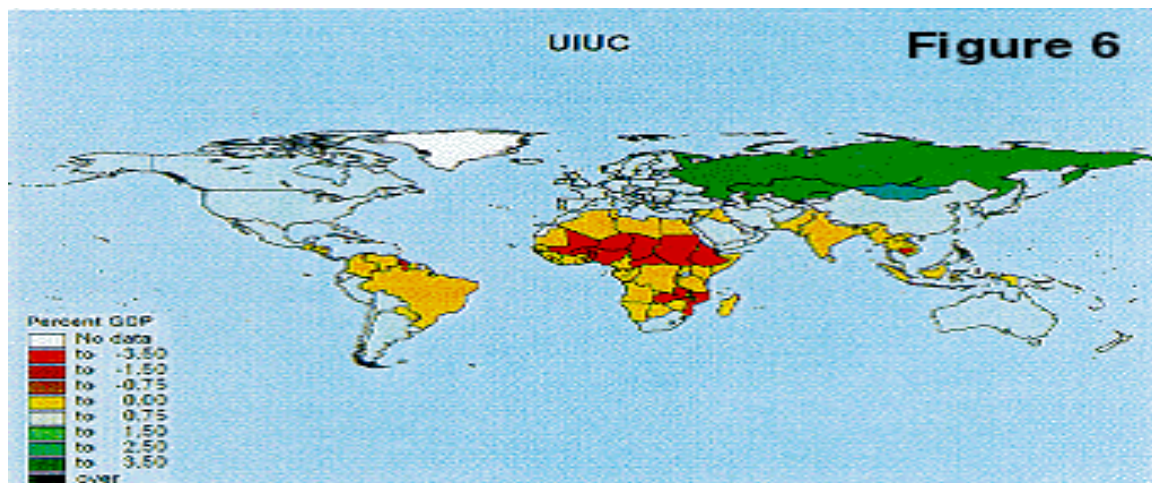 UIUC
Figure 6
Percent GDP
No data
to -3.50
to -1.50
to -0.75
to 0.00
to 0.75
to 1.50
to 2.50
to 3.50
over